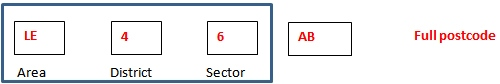 LE 4 6 AB Full postcode
Area District Sector